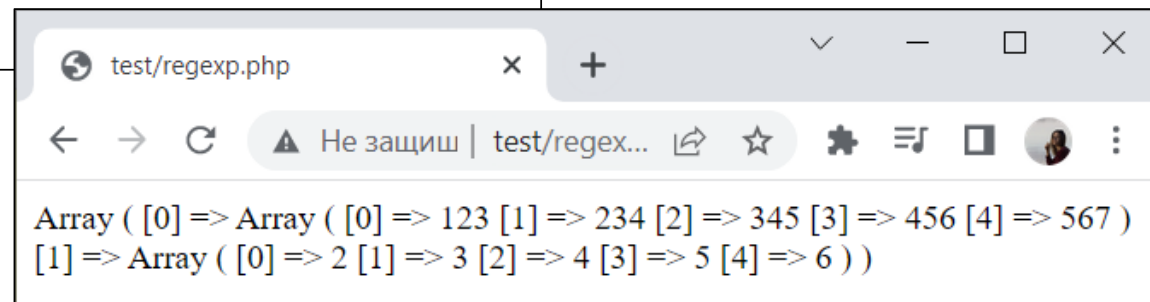 test/regexp.php
Не защищ | test/regex...
Array ( [0] => Array ( [0] => 123 [1] => 234 [2] => 345 [3] => 456 [4] => 567 )
[1] => Array ( [0] => 2 [1] => 3 [2] => 4 [3] => 5 [4] => 6 ) )